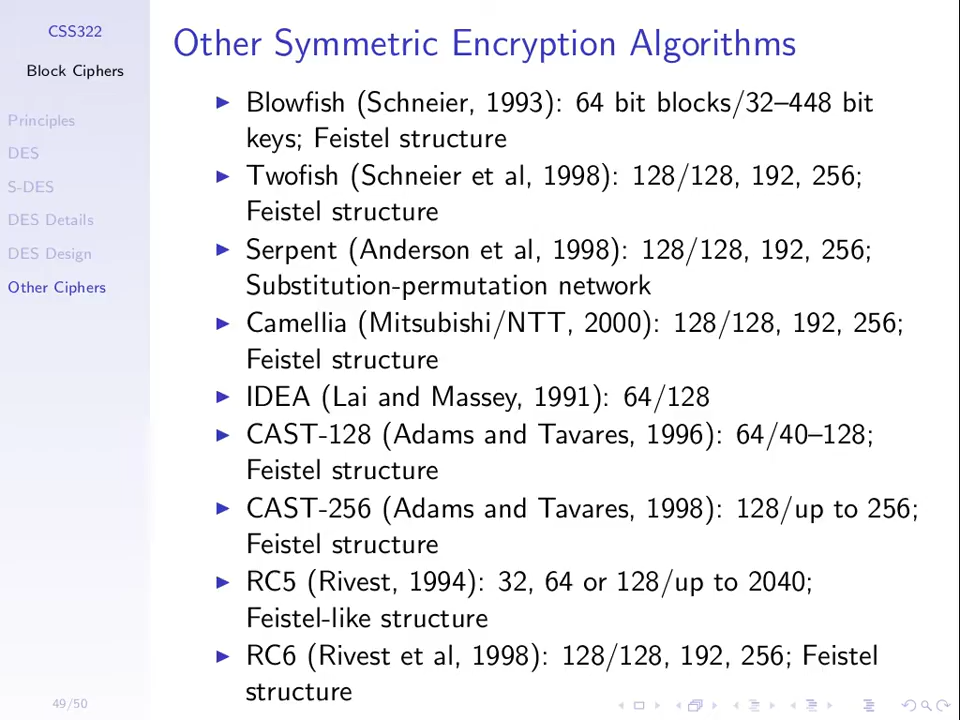 CSS322
Block Ciphers
Principles
DES
S-DES
DES Details
DES Design
Other Ciphers
49/50
Other Symmetric Encryption Algorithms
Blowfish (Schneier, 1993): 64 bit blocks/32–448 bit
keys; Feistel structure
Twofish (Schneier et al, 1998): 128/128, 192, 256;
Feistel structure
Serpent (Anderson et al, 1998): 128/128, 192, 256;
Substitution-permutation network
Camellia (Mitsubishi/NTT, 2000): 128/128, 192, 256;
Feistel structure
IDEA (Lai and Massey, 1991): 64/128
CAST-128 (Adams and Tavares, 1996): 64/40–128;
Feistel structure
CAST-256 (Adams and Tavares, 1998): 128/up to 256;
Feistel structure
RC5 (Rivest, 1994): 32, 64 or 128/up to 2040;
Feistel-like structure
RC6 (Rivest et al, 1998): 128/128, 192, 256; Feistel
structure